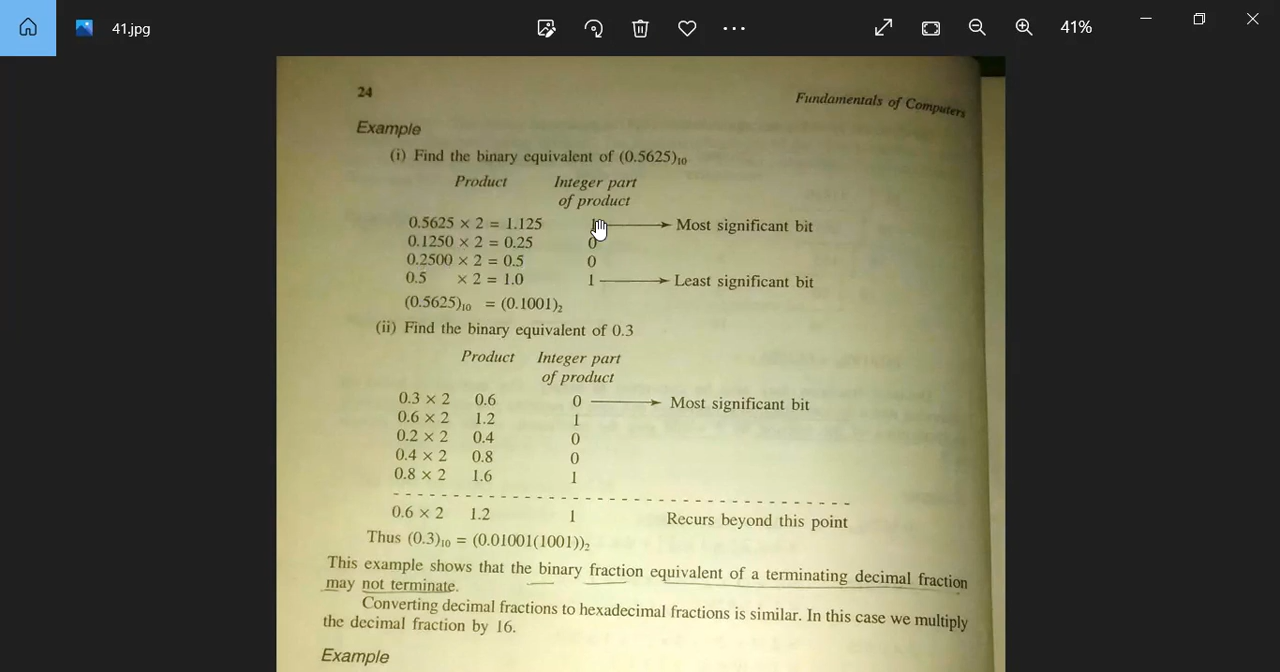 41.jpg
41%
24
Fundamentals of Computers
Example
(i) Find the binary equivalent of (0.5625)₁₀
Product Integer part
of product
0.5625 × 2 = 1.125 1 → Most significant bit
0.1250 × 2 = 0.25 0
0.2500 × 2 = 0.5 0
0.5 × 2 = 1.0 1 → Least significant bit
(0.5625)₁₀ = (0.1001)₂
(ii) Find the binary equivalent of 0.3
Product Integer part
of product
0.3 × 2 0.6 0 → Most significant bit
0.6 × 2 1.2 1
0.2 × 2 0.4 0
0.4 × 2 0.8 0
0.8 × 2 1.6 1
0.6 × 2 1.2 1 Recurs beyond this point
Thus (0.3)₁₀ = (0.01001(1001))₂
This example shows that the binary fraction equivalent of a terminating decimal fraction
may not terminate.
Converting decimal fractions to hexadecimal fractions is similar. In this case we multiply
the decimal fraction by 16.
Example